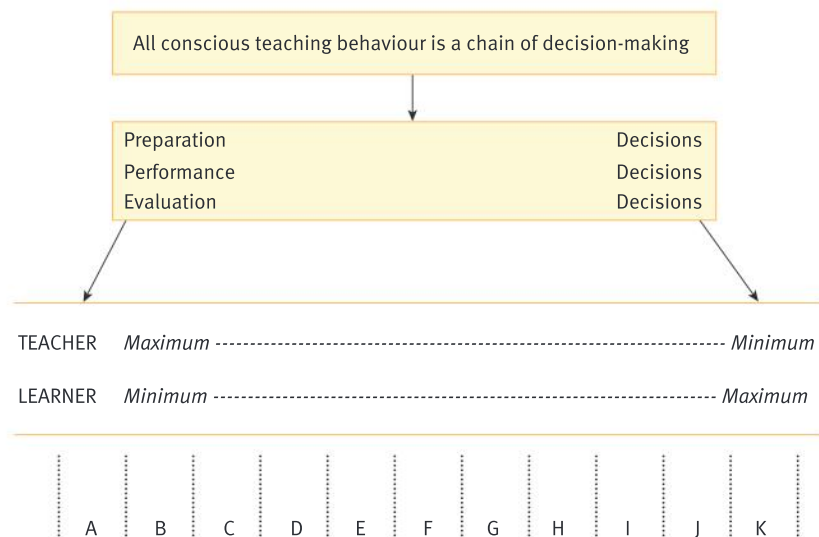 All conscious teaching behaviour is a chain of decision-making
Preparation Decisions
Performance Decisions
Evaluation Decisions
TEACHER Maximum Minimum
LEARNER Minimum Maximum
A B C D E F G H I J K